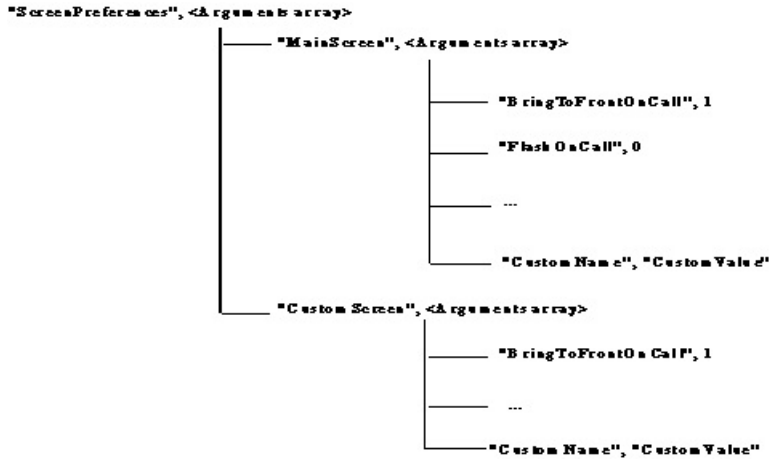 "ScreenPreferences", <Arguments array>
"MainScreen", <Arguments array>
"BringToFrontOnCall", 1
"FlashOnCall", 0
...
"CustomName", "CustomValue"
"CustomScreen", <Arguments array>
"BringToFrontOnCall", 1
...
"CustomName", "CustomValue"